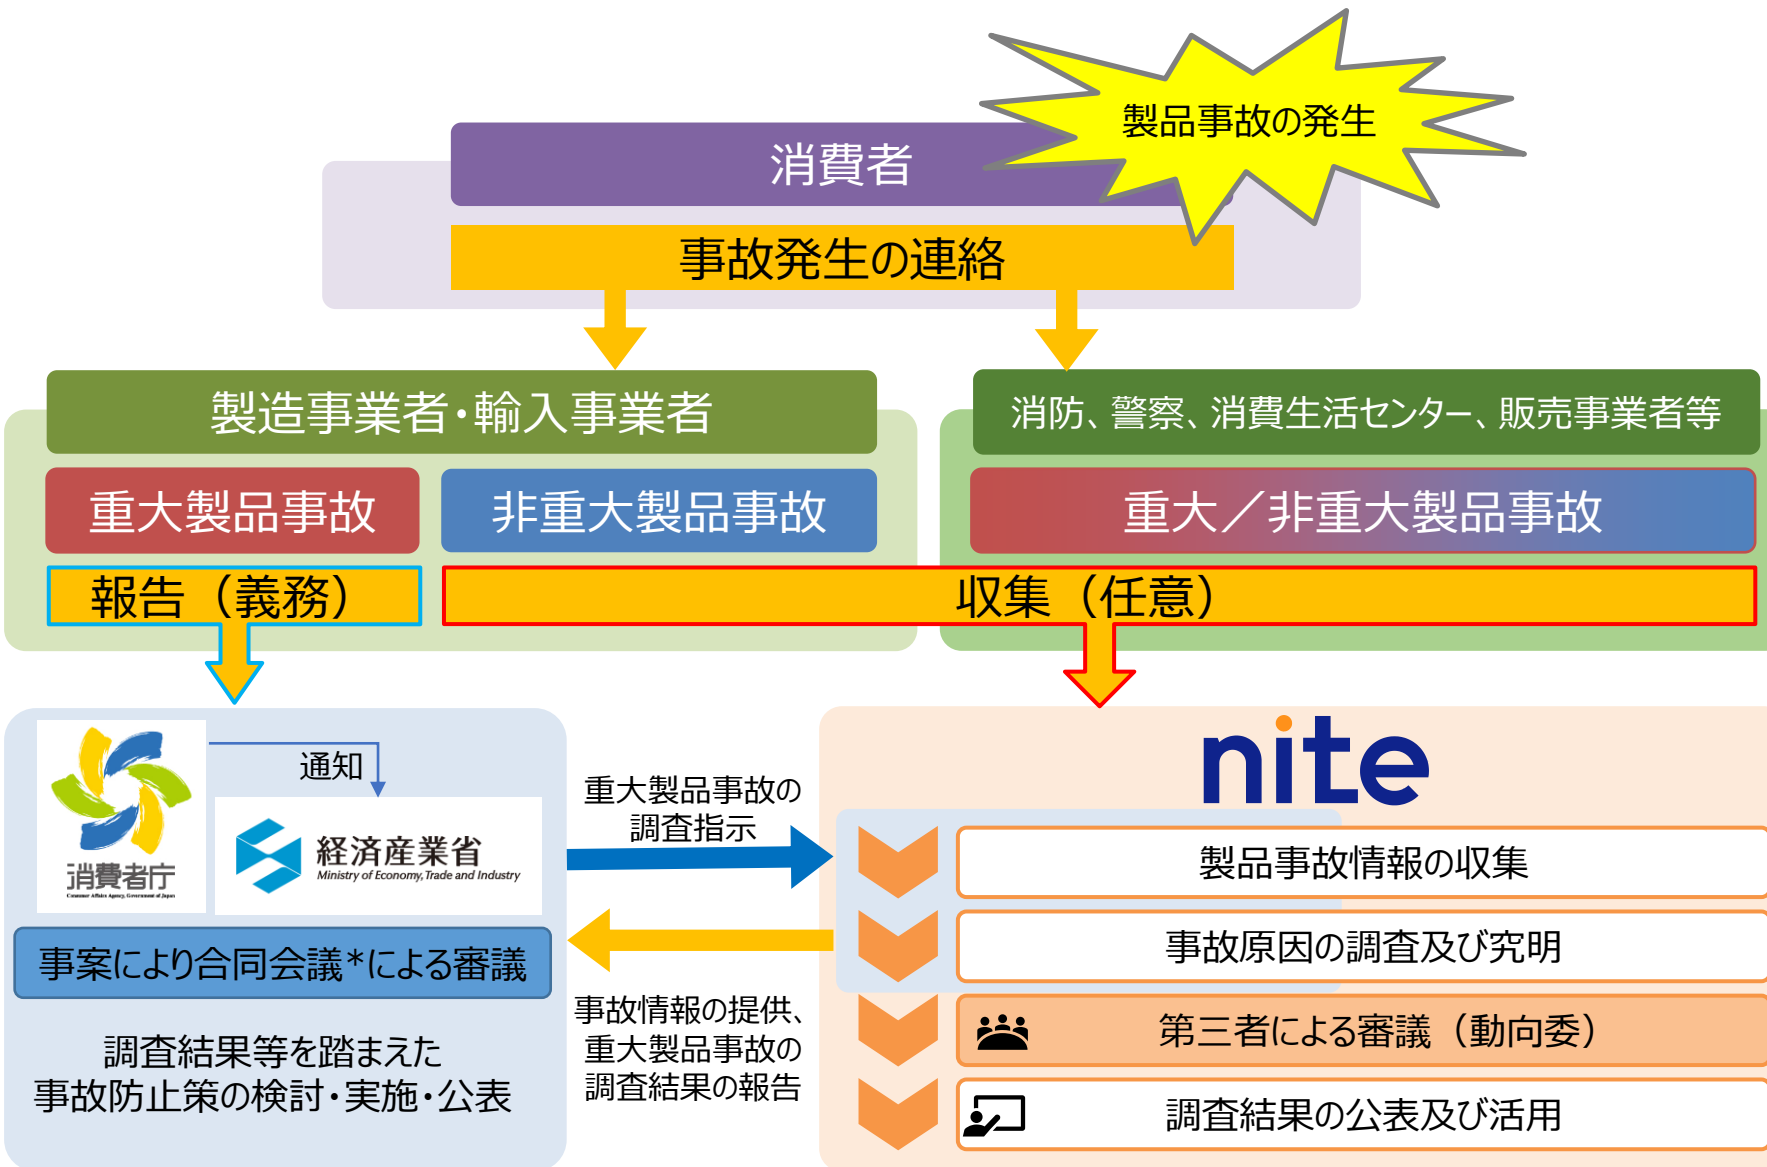 製品事故の発生
消費者
事故発生の連絡
製造事業者・輸入事業者
消防、警察、消費生活センター、販売事業者等
重大製品事故
非重大製品事故
重大／非重大製品事故
報告（義務）
収集（任意）
通知
消費者庁
Consumer Affairs Agency, Government of Japan
経済産業省
Ministry of Economy, Trade and Industry
事案により合同会議*による審議
調査結果等を踏まえた
事故防止策の検討・実施・公表
重大製品事故の
調査指示
事故情報の提供、
重大製品事故の
調査結果の報告
nite
製品事故情報の収集
事故原因の調査及び究明
第三者による審議（動向委）
調査結果の公表及び活用